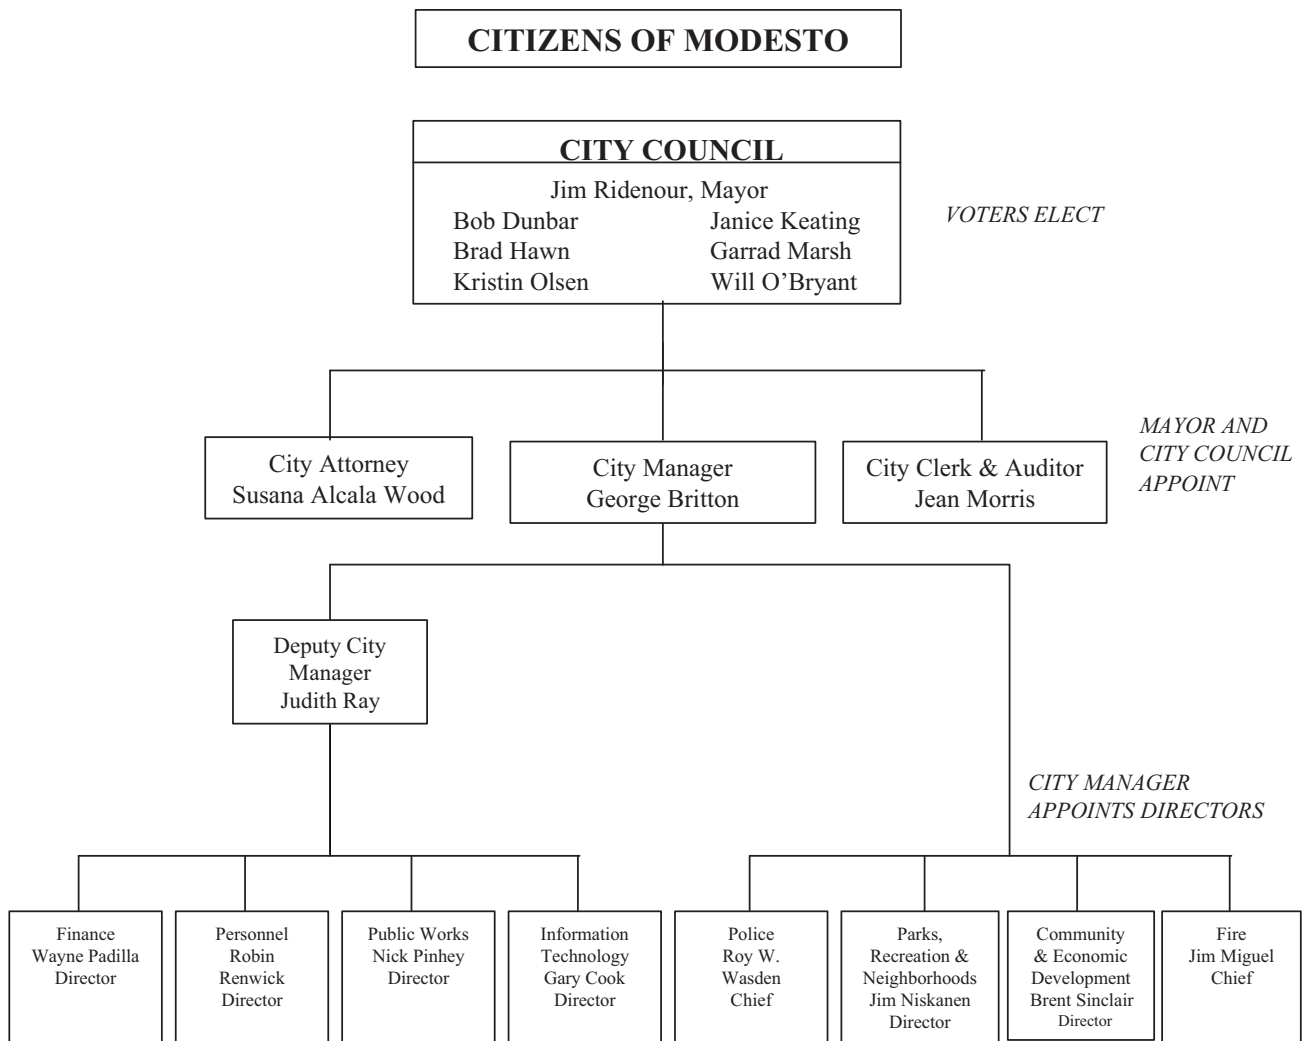 CITIZENS OF MODESTO
CITY COUNCIL
Jim Ridenour, Mayor
Bob Dunbar
Janice Keating
Brad Hawn
Garrad Marsh
Kristin Olsen
Will O’Bryant
VOTERS ELECT
City Attorney
Susana Alcala Wood
City Manager
George Britton
City Clerk & Auditor
Jean Morris
MAYOR AND
CITY COUNCIL
APPOINT
Deputy City
Manager
Judith Ray
CITY MANAGER
APPOINTS DIRECTORS
Finance
Wayne Padilla
Director
Personnel
Robin
Renwick
Director
Public Works
Nick Pinhey
Director
Information
Technology
Gary Cook
Director
Police
Roy W.
Wasden
Chief
Parks,
Recreation &
Neighborhoods
Jim Niskanen
Director
Community
& Economic
Development
Brent Sinclair
Director
Fire
Jim Miguel
Chief